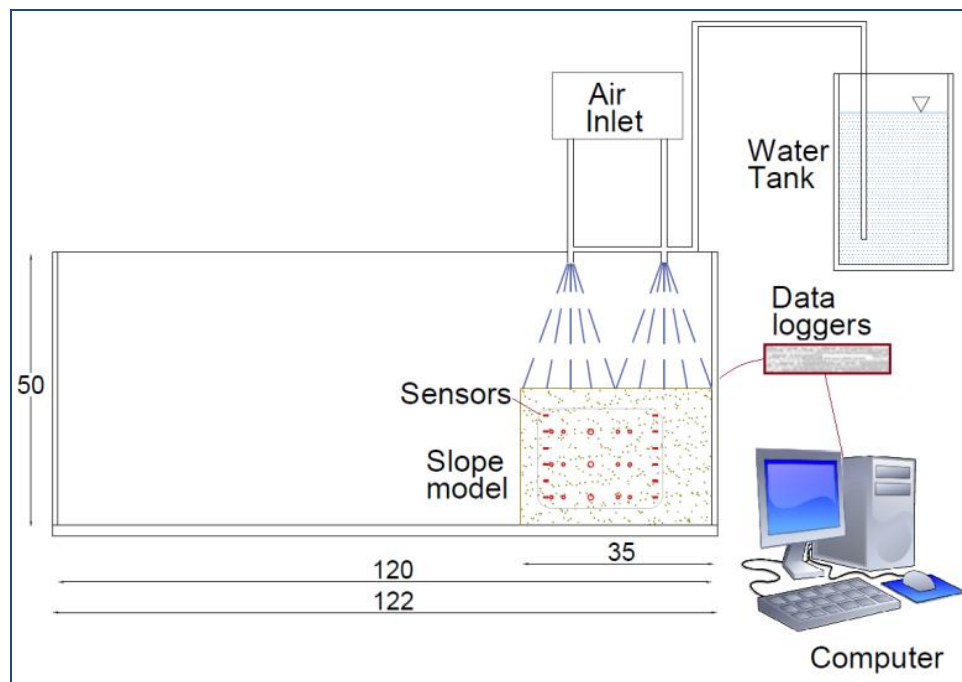 Air
Inlet
Water
Tank
Data
loggers
50
Sensors
Slope
model
35
120
122
Computer